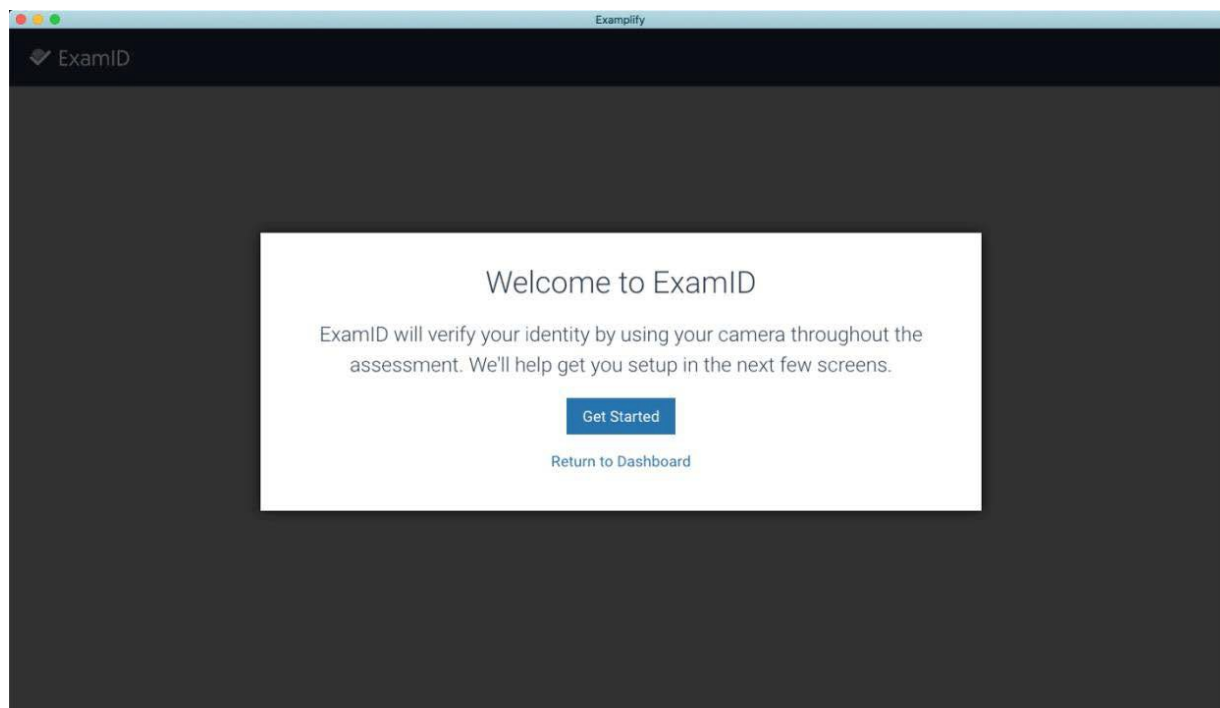 Examplify
ExamID
Welcome to ExamID
ExamID will verify your identity by using your camera throughout the
assessment. We'll help get you setup in the next few screens.
Get Started
Return to Dashboard